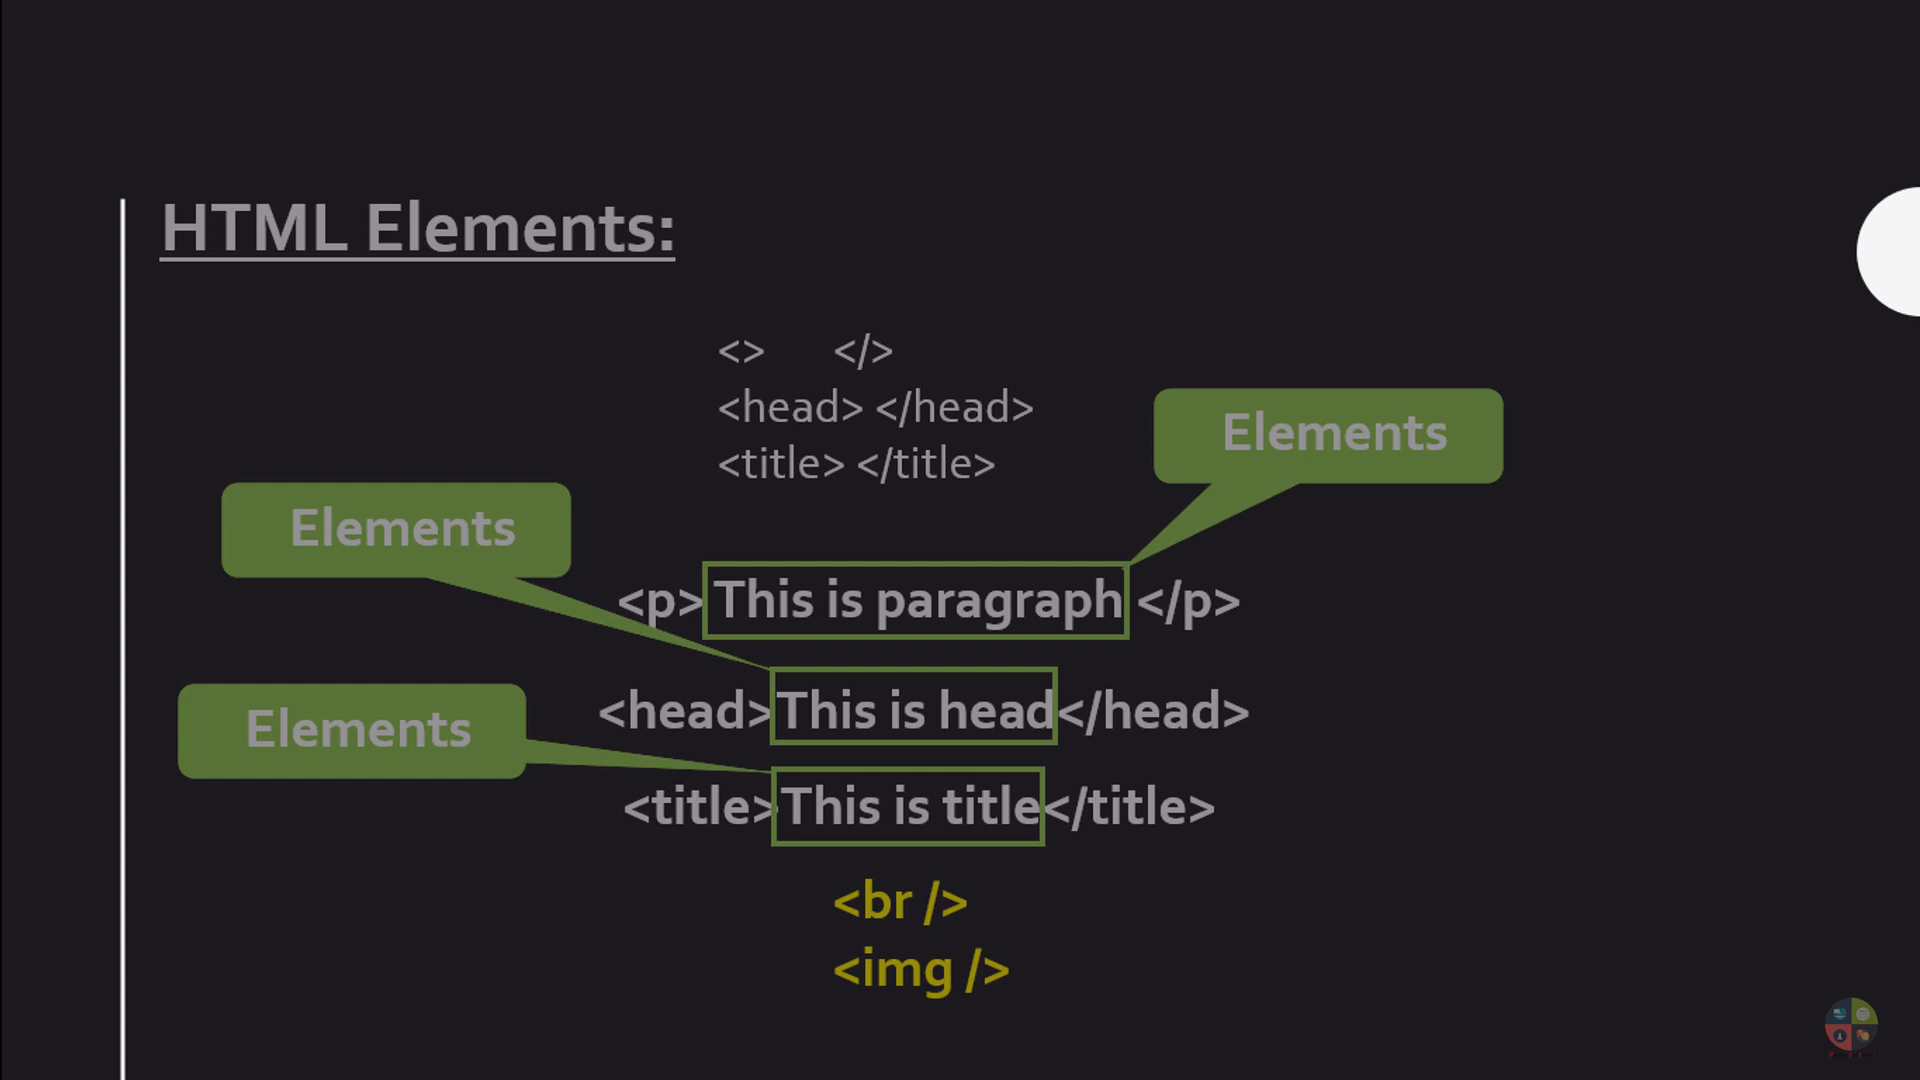 HTML Elements:
<> </>
<head> </head>
<title> </title>
Elements
Elements
<p> This is paragraph </p>
<head>This is head</head>
Elements
<title>This is title</title>
<br />
<img />